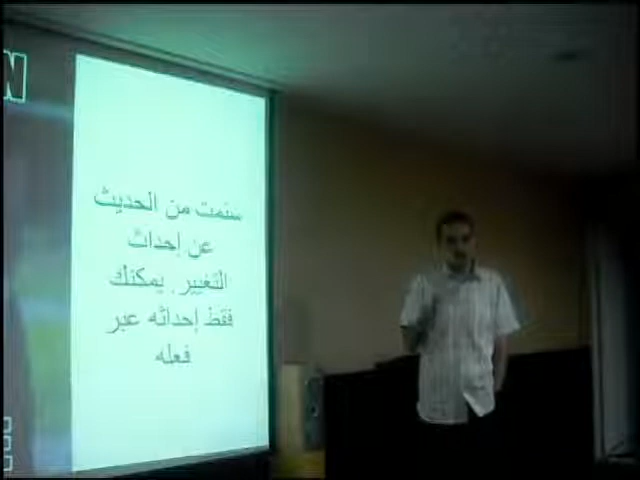 سئمت من الحديث
عن إحداث
التغيير. يمكنك
فقط إحداثه عبر
فعله
N